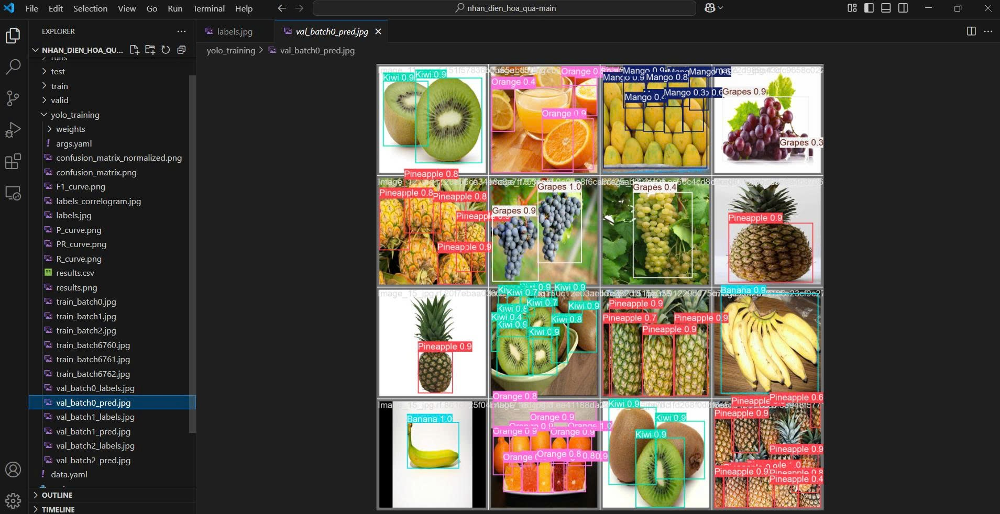 File Edit Selection View Go Run Terminal Help
nhan_dien_hoa_qua-main
EXPLORER
labels.jpg
val_batch0_pred.jpg
NHAN_DIEN_HOA_QU...
yolo_training
val_batch0_pred.jpg
runs
test
train
valid
yolo_training
weights
args.yaml
confusion_matrix_normalized.png
confusion_matrix.png
F1_curve.png
labels_correlogram.jpg
labels.jpg
P_curve.png
PR_curve.png
R_curve.png
results.csv
results.png
train_batch0.jpg
train_batch1.jpg
train_batch2.jpg
train_batch6760.jpg
train_batch6761.jpg
train_batch6762.jpg
val_batch0_labels.jpg
val_batch0_pred.jpg
val_batch1_labels.jpg
val_batch1_pred.jpg
val_batch2_labels.jpg
val_batch2_pred.jpg
data.yaml
OUTLINE
TIMELINE
Kiwi 0.9
Kiwi 0.9
Orange 0.4
Orange 0.
Orange 0.9
Mango 0.9
Mango 0.6
Mango 0.9
Mango 0.8
Mango 0.4
Mango 0.3
0.6
Grapes 0.9
Grapes 0.3
Pineapple 0.8
Pineapple 0.8
Pineapple 0.8
Pineapple 0.9
Pineapple 0.9
Grapes 1.0
Grapes 0.9
Grapes 0.4
Pineapple 0.9
Pineapple 0.9
Kiwi 0.9
Kiwi 0.9
Kiwi 0.7
Kiwi 0.7
Kiwi 0.9
Kiwi 0.8
Kiwi 0.4
Kiwi 0.8
Kiwi 0.9
Kiwi 0.9
Pineapple 0.9
Pineapple 0.7
Pineapple 0.9
Pineapple 0.9
Banana 0.9
Banana 1.0
Orange 0.8
Orange 0.9
Orange 0.9
Orange 1.0
Orange 0.9
Orange 0.9
Orange
Orange 0.8
0.8
0.9
Kiwi 0.9
Kiwi 0.9
Kiwi 0.9
Pineapple 0.6
Pineapple
Pineapple 0.9
Pineapple 0.9
Pineapple 0.9
Pineapple 0.8
Pineapple 0.4